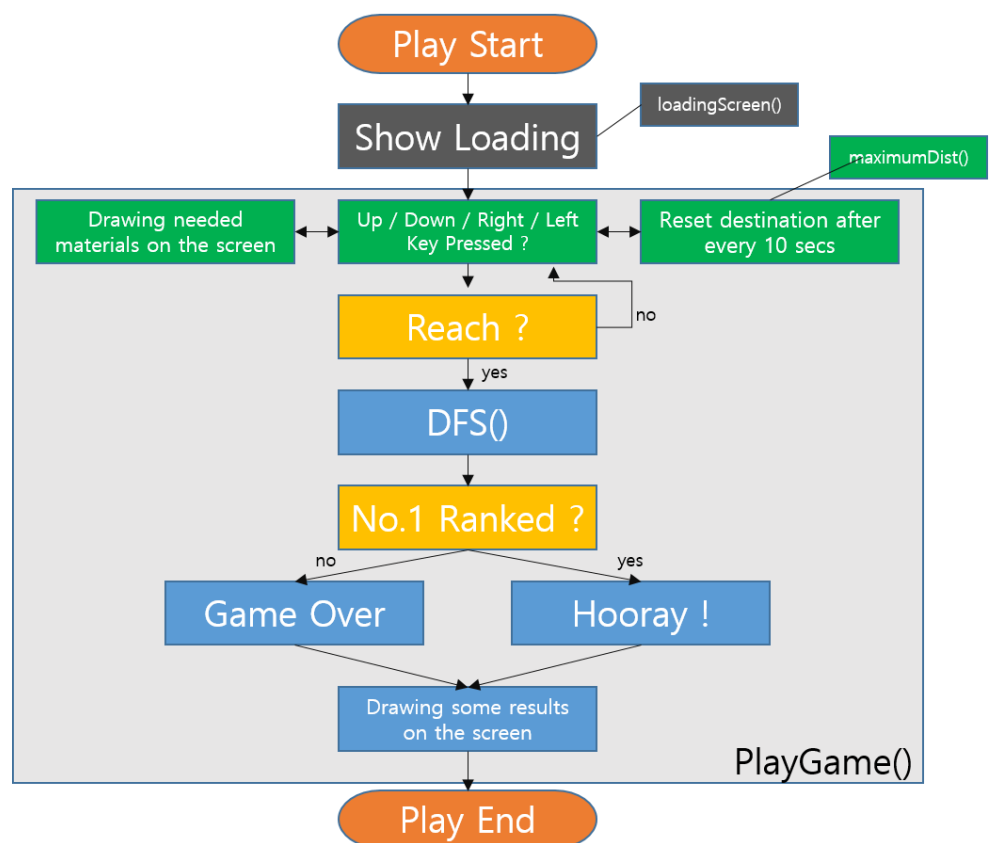 Play Start
loadingScreen()
Show Loading
maximumDist()
Drawing needed
materials on the screen
Up / Down / Right / Left
Key Pressed ?
Reset destination after
every 10 secs
Reach ?
no
yes
DFS()
No.1 Ranked ?
no
yes
Game Over
Hooray !
Drawing some results
on the screen
PlayGame()
Play End